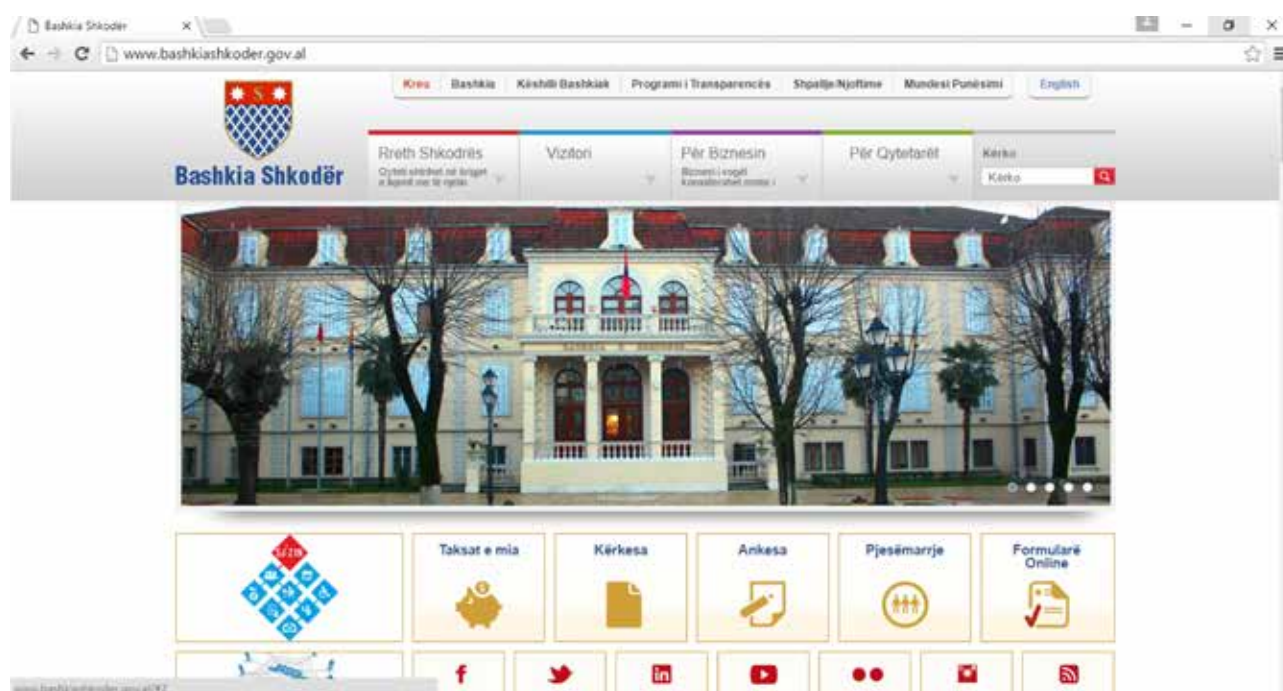 Bashkia Shkodër
www.bashkiashkoder.gov.al
Kreu Bashkia Këshilli Bashkiak Programi i Transparencës Shpallje/Njoftime Mundesi Punësimi English
S
Bashkia Shkodër
Rreth Shkodrës Vizitori Për Biznesin Për Qytetarët Kërko
Kërko
Taksat e mia Kërkesa Ankesa Pjesëmarrje Formularë
Online
f in